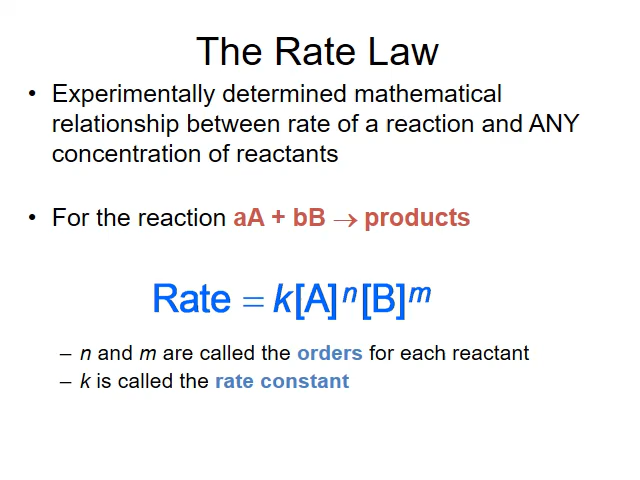 The Rate Law
• Experimentally determined mathematical
relationship between rate of a reaction and ANY
concentration of reactants
• For the reaction aA + bB → products
Rate = k[A]ⁿ[B]ᵐ
– n and m are called the orders for each reactant
– k is called the rate constant